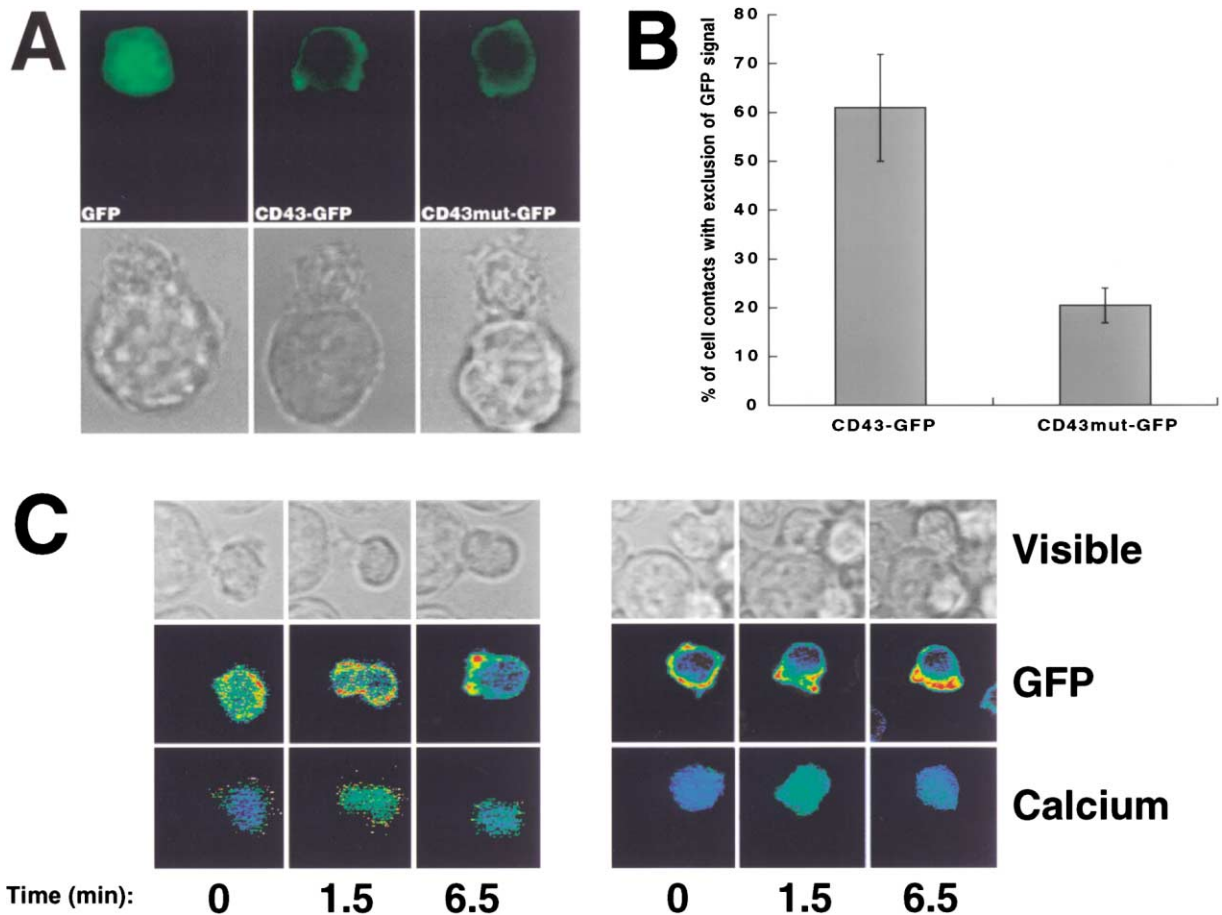 A
GFP
CD43-GFP
CD43mut-GFP
B
% of cell contacts with exclusion of GFP signal
80
70
60
50
40
30
20
10
0
CD43-GFP
CD43mut-GFP
C
Visible
GFP
Calcium
Time (min):
0
1.5
6.5
0
1.5
6.5